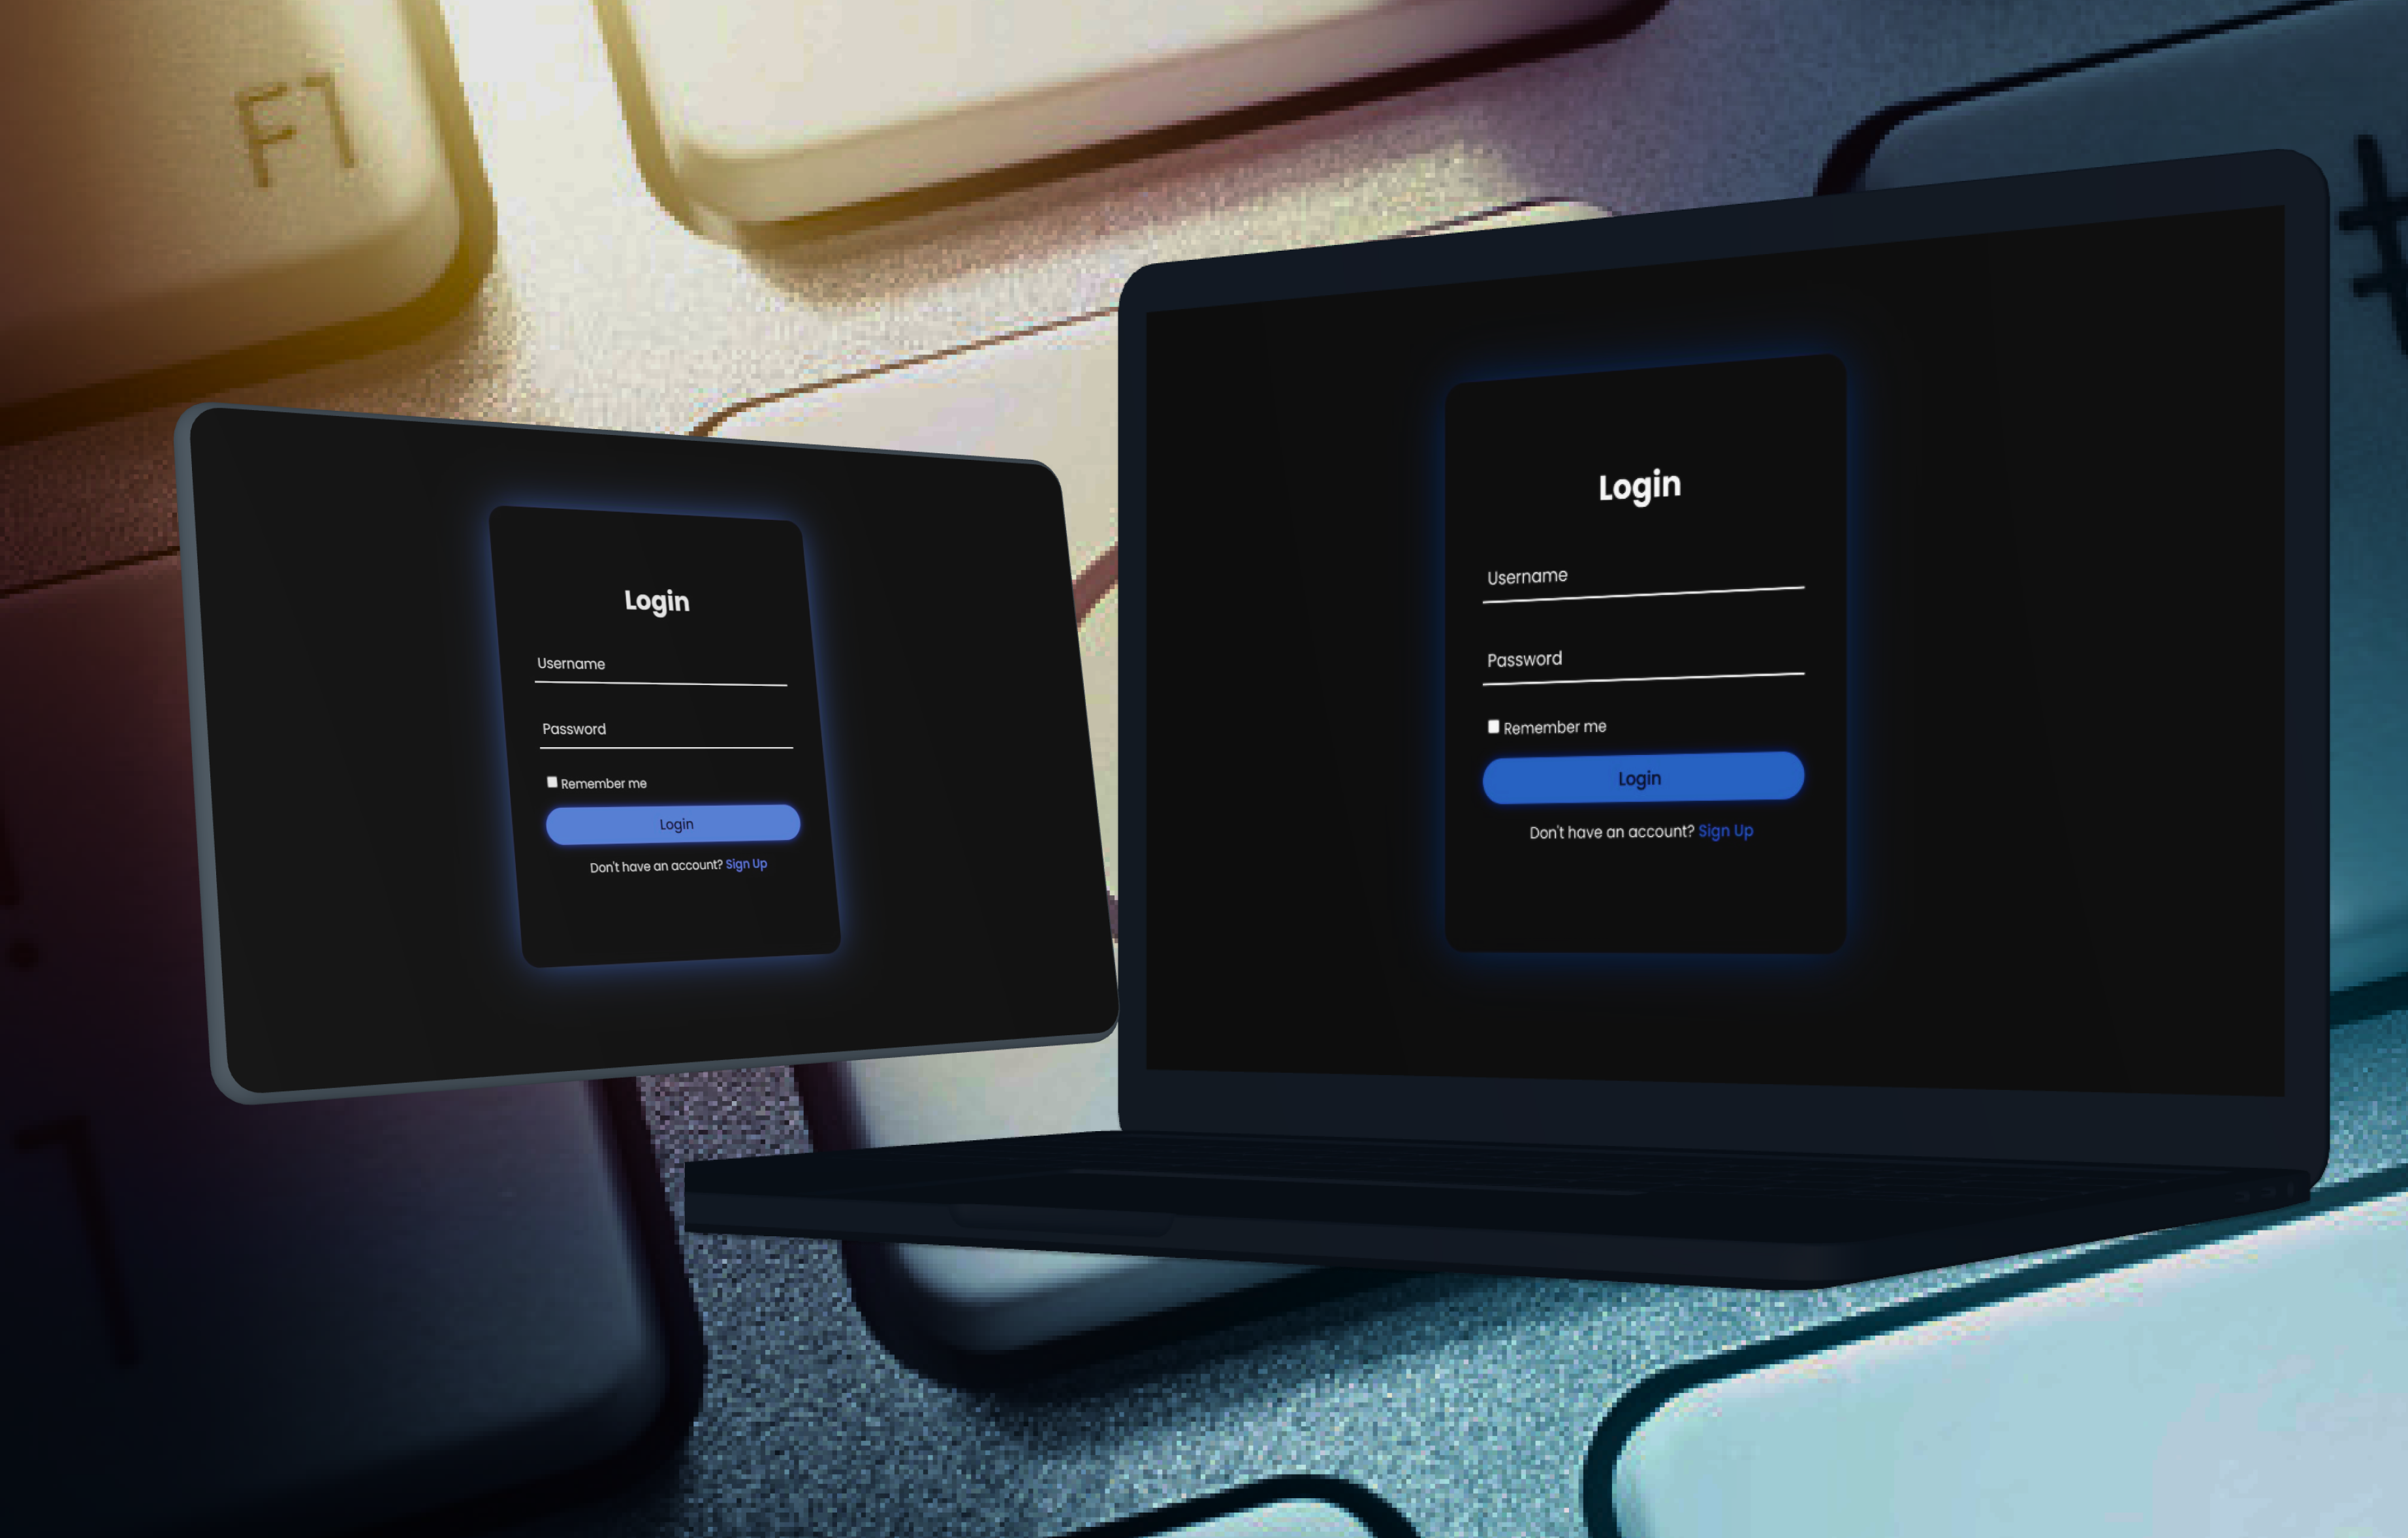 F1
Login
Username
Password
Remember me
Login
Don't have an account? Sign Up
Login
Username
Password
Remember me
Login
Don't have an account? Sign Up
1